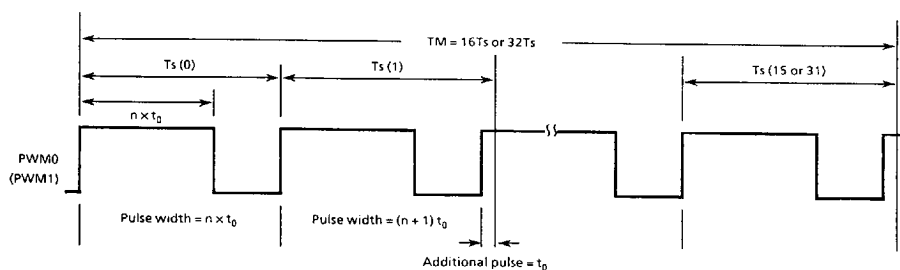 TM = 16Ts or 32Ts
Ts (0)
Ts (1)
Ts (15 or 31)
n × t0
PWM0
(PWM1)
Pulse width = n × t0
Pulse width = (n + 1) t0
Additional pulse = t0